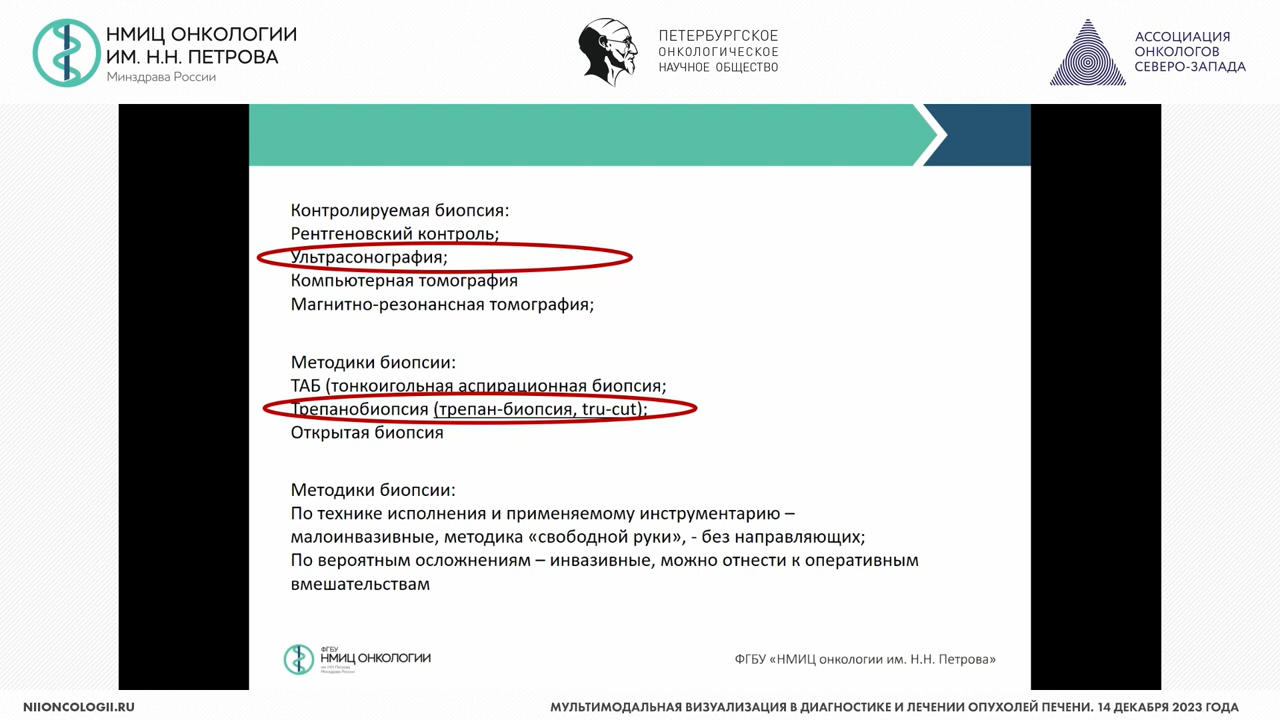 НМИЦ ОНКОЛОГИИ
ИМ. Н.Н. ПЕТРОВА
Минздрава России
ПЕТЕРБУРГСКОЕ
ОНКОЛОГИЧЕСКОЕ
НАУЧНОЕ ОБЩЕСТВО
АССОЦИАЦИЯ
ОНКОЛОГОВ
СЕВЕРО-ЗАПАДА
Контролируемая биопсия:
Рентгеновский контроль;
Ультрасонография;
Компьютерная томография
Магнитно-резонансная томография;
Методики биопсии:
ТАБ (тонкоигольная аспирационная биопсия;
Трепанобиопсия (трепан-биопсия, tru-cut);
Открытая биопсия
Методики биопсии:
По технике исполнения и применяемому инструментарию –
малоинвазивные, методика «свободной руки», - без направляющих;
По вероятным осложнениям – инвазивные, можно отнести к оперативным
вмешательствам
ФГБУ
НМИЦ ОНКОЛОГИИ
им. Н.Н. Петрова
Минздрава России
ФГБУ «НМИЦ онкологии им. Н.Н. Петрова»
NIIONCOLOGII.RU
МУЛЬТИМОДАЛЬНАЯ ВИЗУАЛИЗАЦИЯ В ДИАГНОСТИКЕ И ЛЕЧЕНИИ ОПУХОЛЕЙ ПЕЧЕНИ. 14 ДЕКАБРЯ 2023 ГОДА